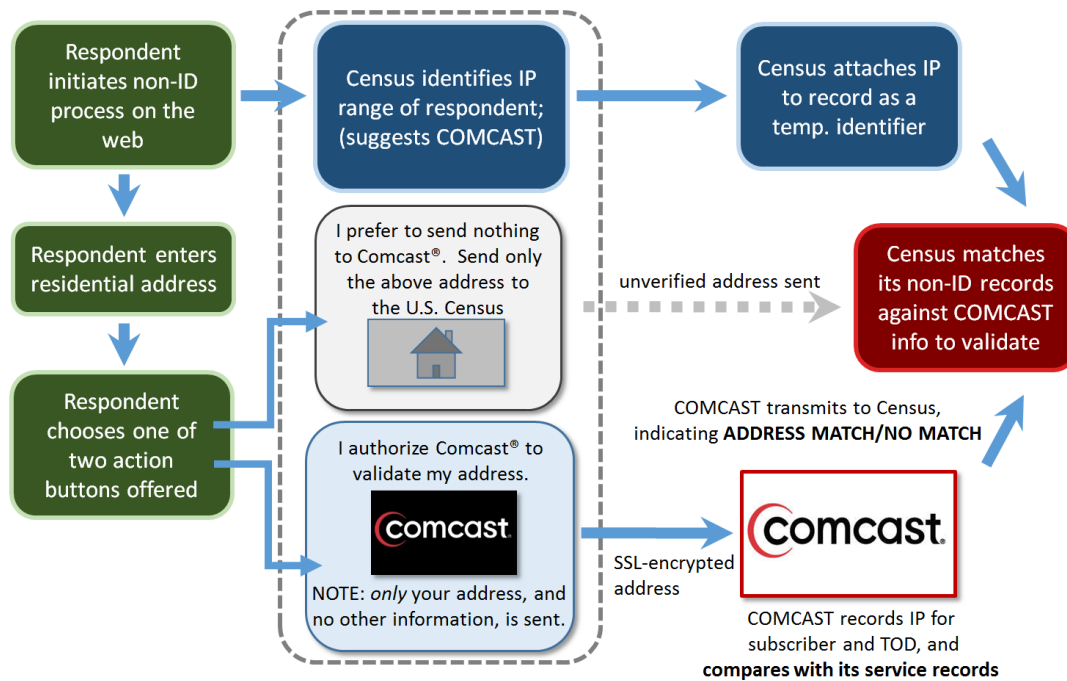 Respondent
initiates non-ID
process on the
web
Census identifies IP
range of respondent;
(suggests COMCAST)
Census attaches IP
to record as a
temp. identifier
Respondent enters
residential address
I prefer to send nothing
to Comcast®.  Send only
the above address to
the U.S. Census
unverified address sent
Census matches
its non-ID records
against COMCAST
info to validate
Respondent
chooses one of
two action
buttons offered
I authorize Comcast® to
validate my address.
comcast®
NOTE: only your address, and
no other information, is sent.
SSL-encrypted
address
COMCAST transmits to Census,
indicating ADDRESS MATCH/NO MATCH
comcast®
COMCAST records IP for
subscriber and TOD, and
compares with its service records